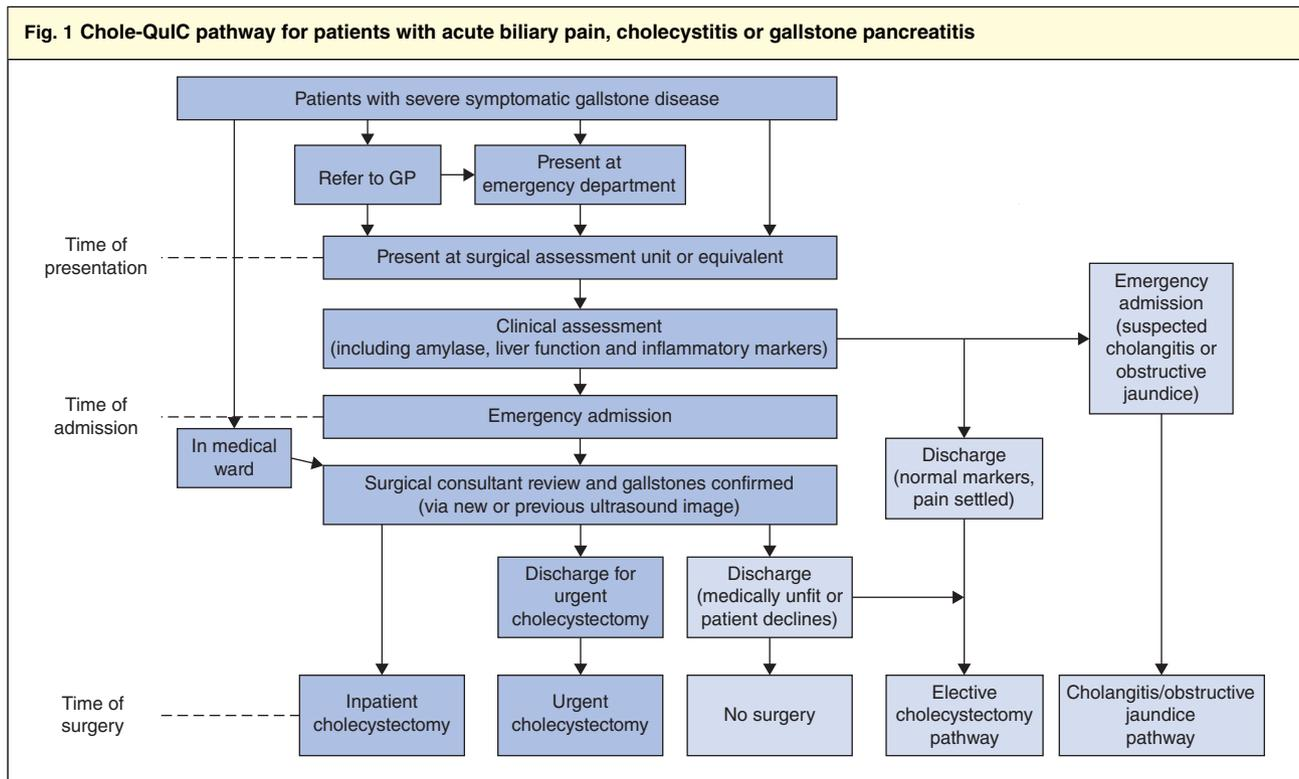 Fig. 1 Chole-QuIC pathway for patients with acute biliary pain, cholecystitis or gallstone pancreatitis
Patients with severe symptomatic gallstone disease
Refer to GP
Present at
emergency department
Time of
presentation
Present at surgical assessment unit or equivalent
Clinical assessment
(including amylase, liver function and inflammatory markers)
Emergency
admission
(suspected
cholangitis or
obstructive
jaundice)
Time of
admission
Emergency admission
In medical
ward
Surgical consultant review and gallstones confirmed
(via new or previous ultrasound image)
Discharge
(normal markers,
pain settled)
Discharge for
urgent
cholecystectomy
Discharge
(medically unfit or
patient declines)
Time of
surgery
Inpatient
cholecystectomy
Urgent
cholecystectomy
No surgery
Elective
cholecystectomy
pathway
Cholangitis/obstructive
jaundice
pathway